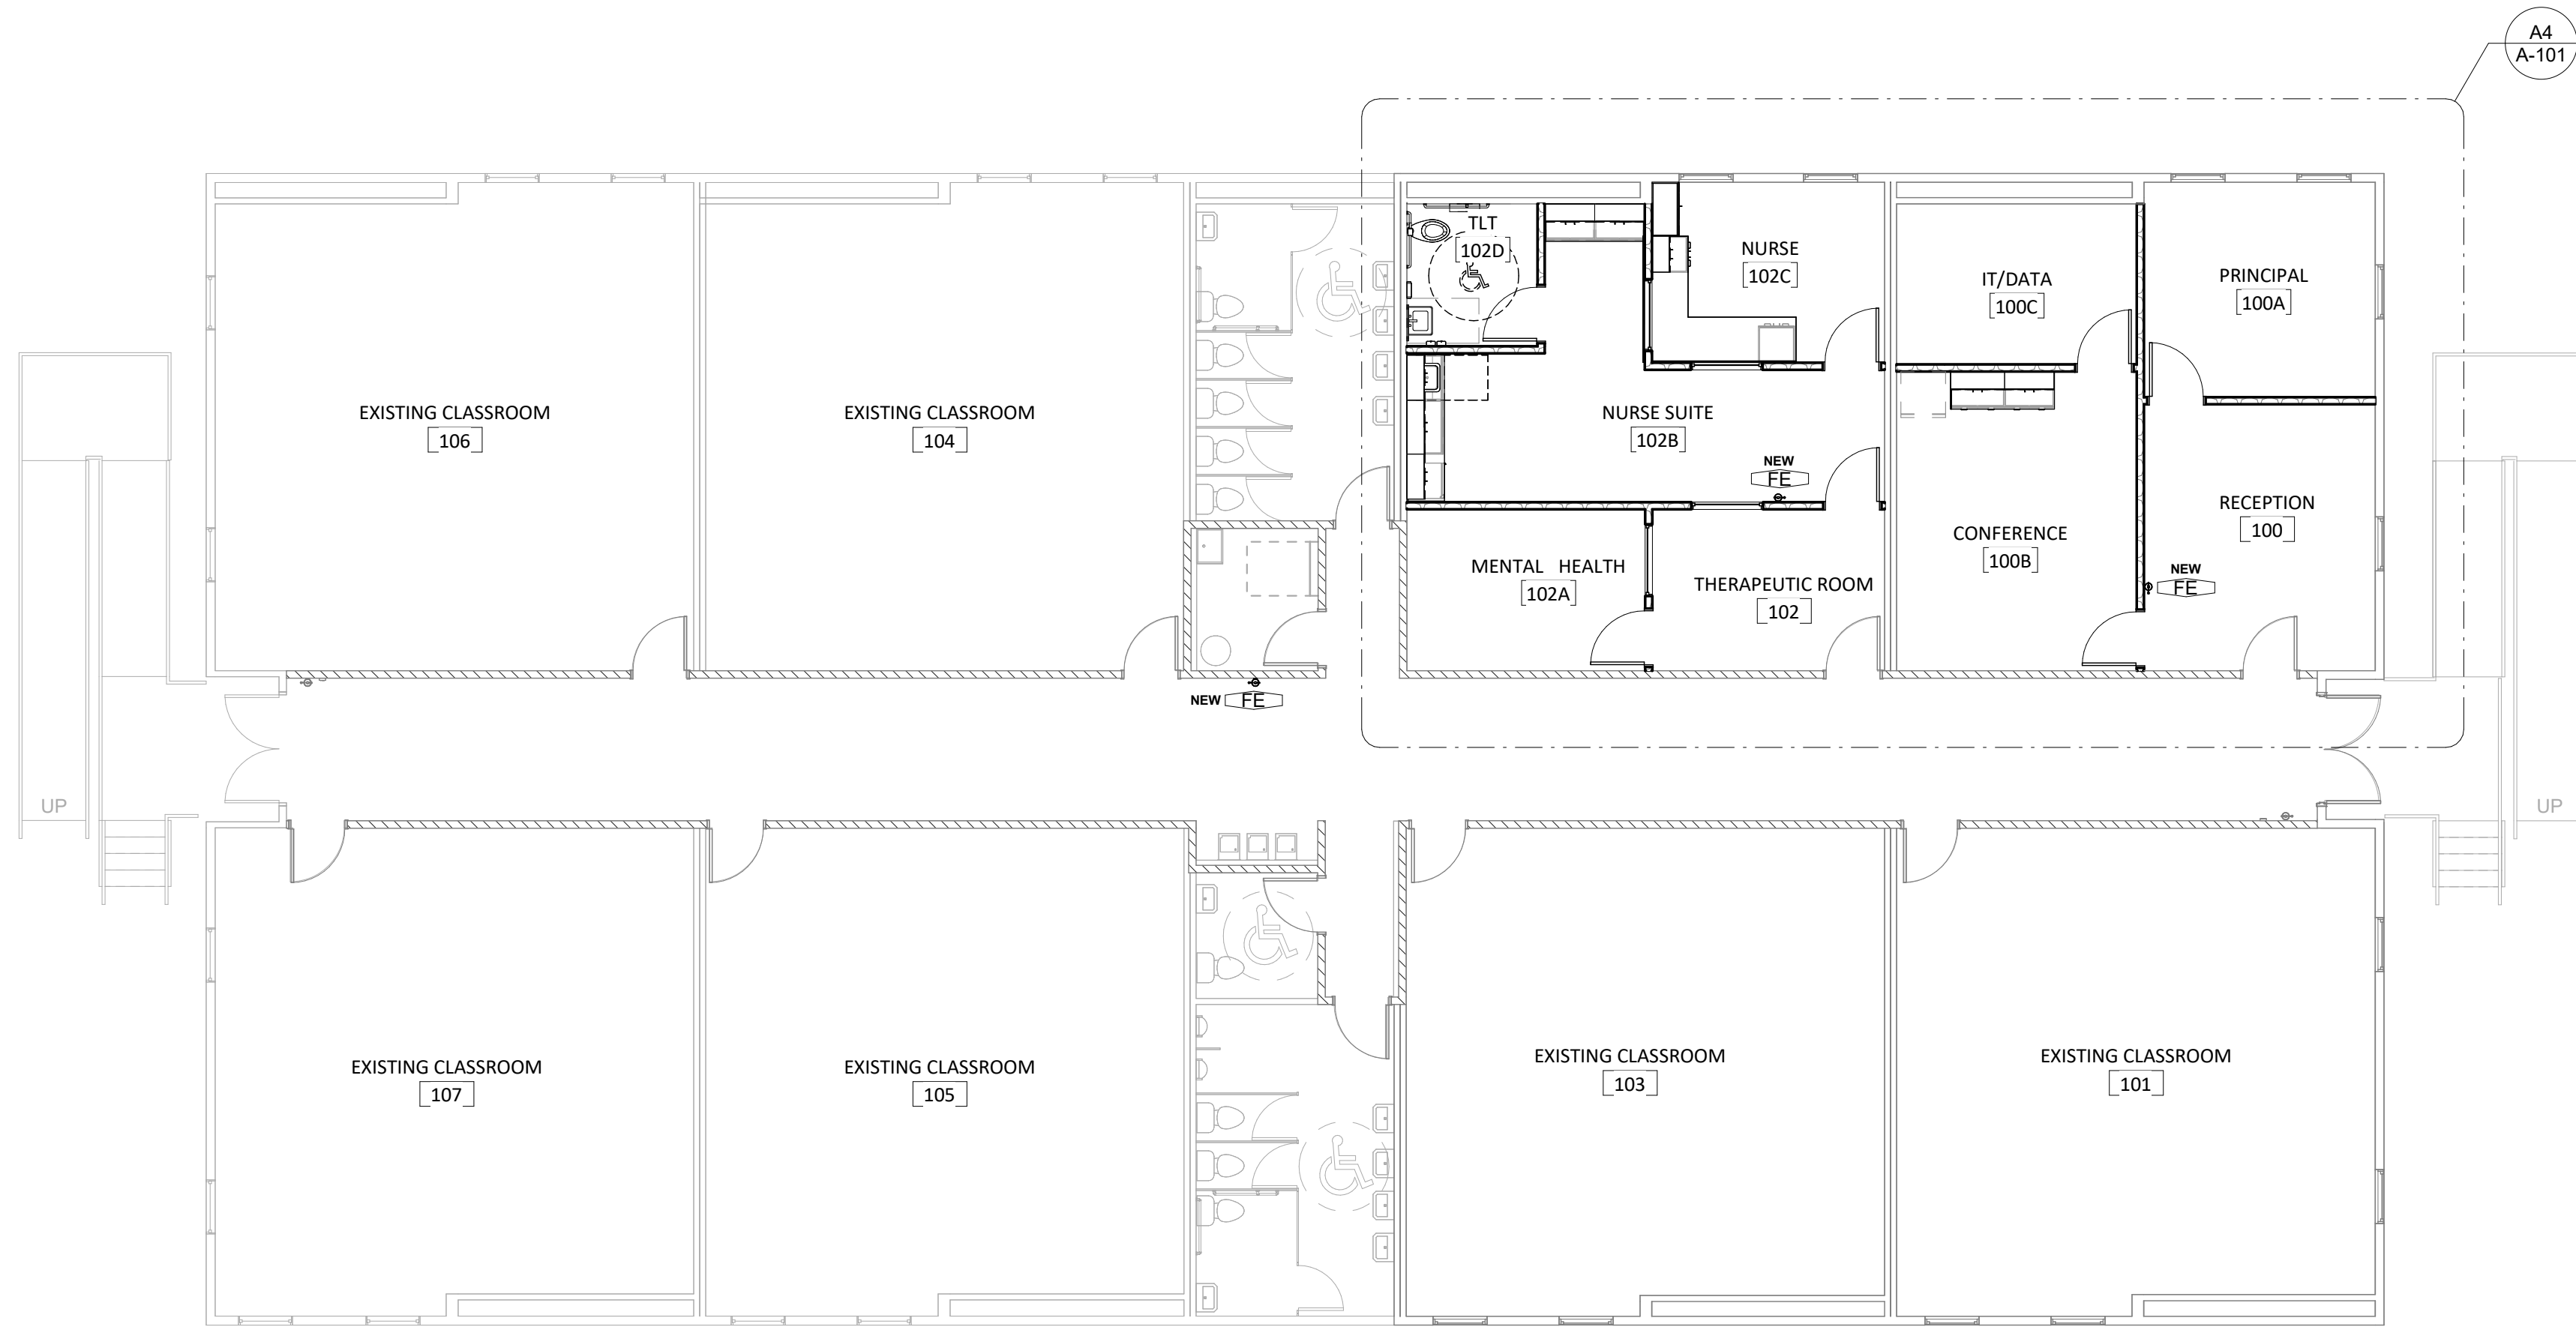 A4
A-101
TLT
102D
NURSE
102C
IT/DATA
100C
PRINCIPAL
100A
EXISTING CLASSROOM
106
EXISTING CLASSROOM
104
NURSE SUITE
102B
NEW
FE
RECEPTION
100
CONFERENCE
100B
MENTAL HEALTH
102A
THERAPEUTIC ROOM
102
NEW
FE
NEW FE
UP
UP
EXISTING CLASSROOM
107
EXISTING CLASSROOM
105
EXISTING CLASSROOM
103
EXISTING CLASSROOM
101